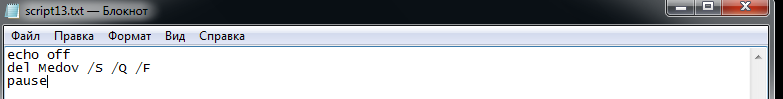 script13.txt — Блокнот
Файл Правка Формат Вид Справка
echo off
del Medov /S /Q /F
pause